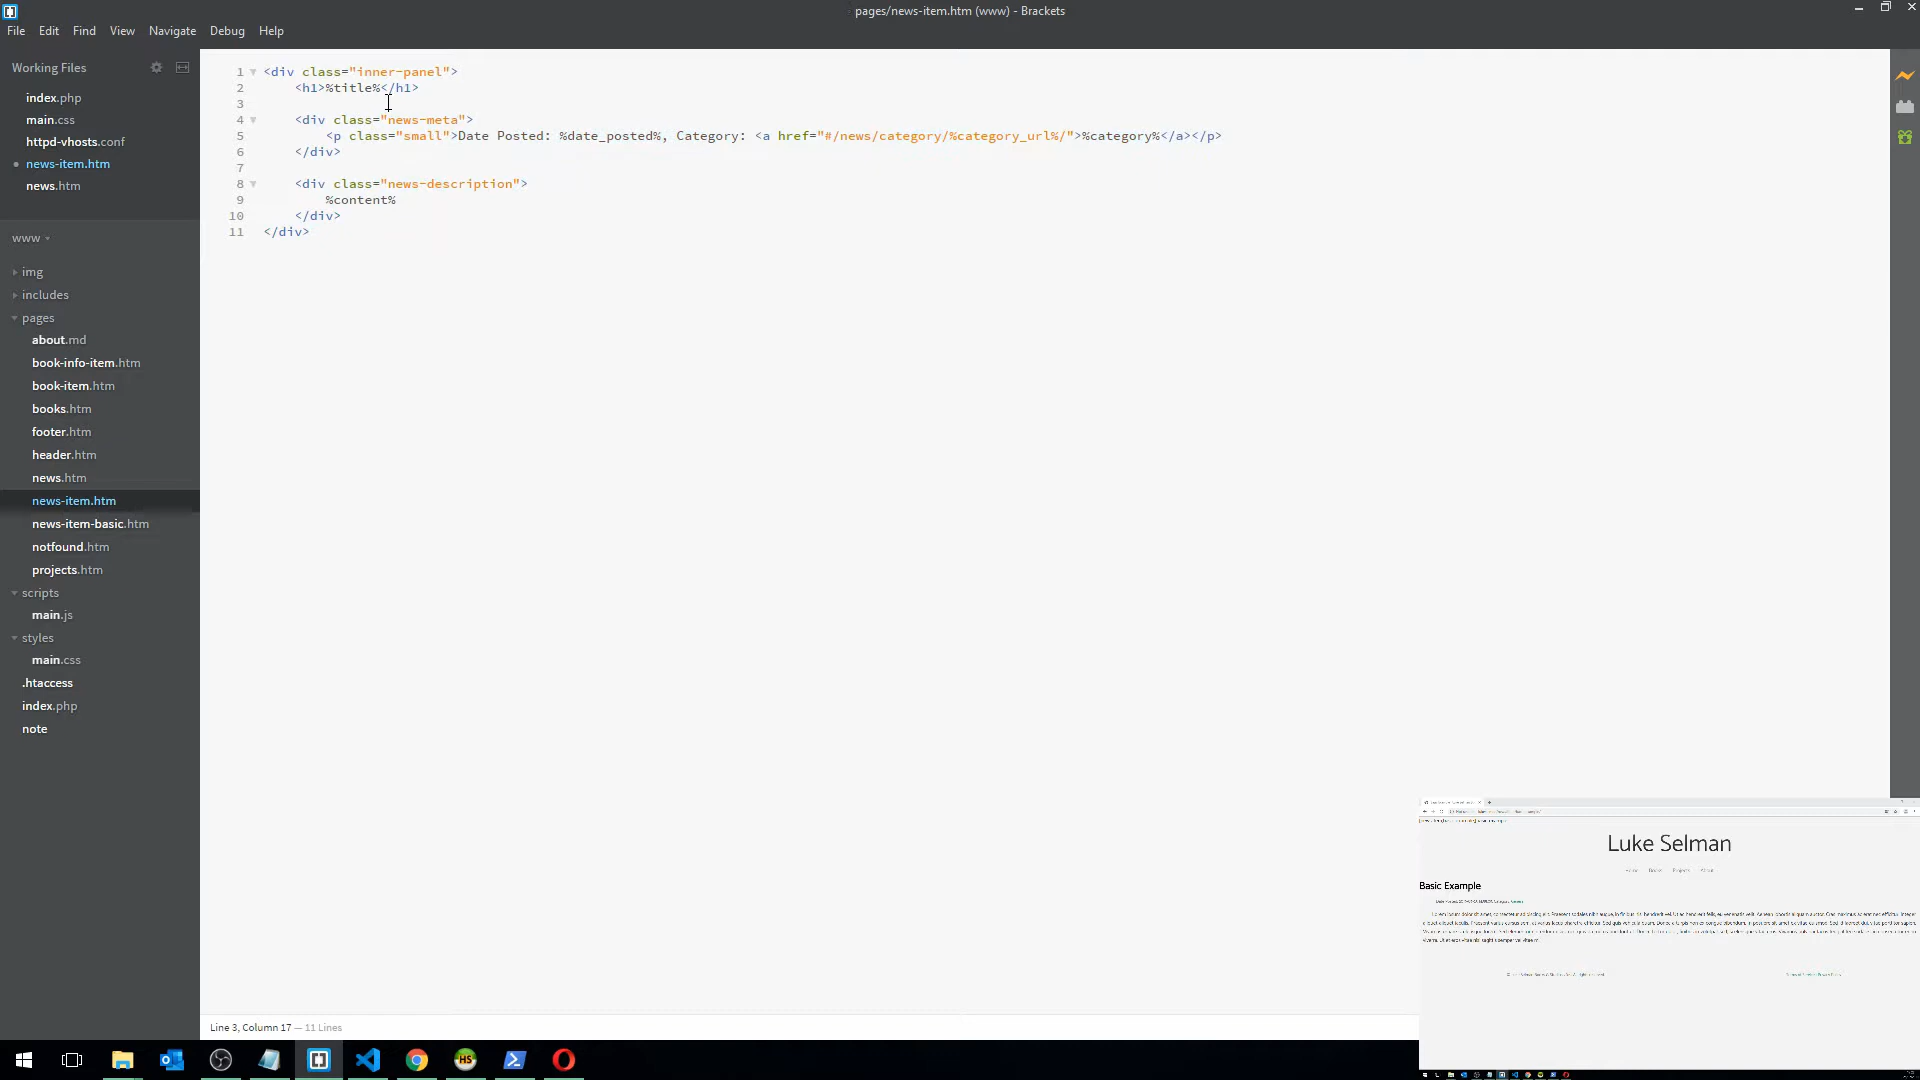 pages/news-item.htm (www) - Brackets
File Edit Find View Navigate Debug Help
Working Files
index.php
main.css
httpd-vhosts.conf
news-item.htm
news.htm
www
img
includes
pages
about.md
book-info-item.htm
book-item.htm
books.htm
footer.htm
header.htm
news.htm
news-item.htm
news-item-basic.htm
notfound.htm
projects.htm
scripts
main.js
styles
main.css
.htaccess
index.php
note
1 <div class="inner-panel">
2 <h1>%title%</h1>
3
4 <div class="news-meta">
5 <p class="small">Date Posted: %date_posted%, Category: <a href="#/news/category/%category_url%/">%category%</a></p>
6 </div>
7
8 <div class="news-description">
9 %content%
10 </div>
11 </div>
Line 3, Column 17 — 11 Lines
Luke Selman
Home Books Projects About
Basic Example
HS